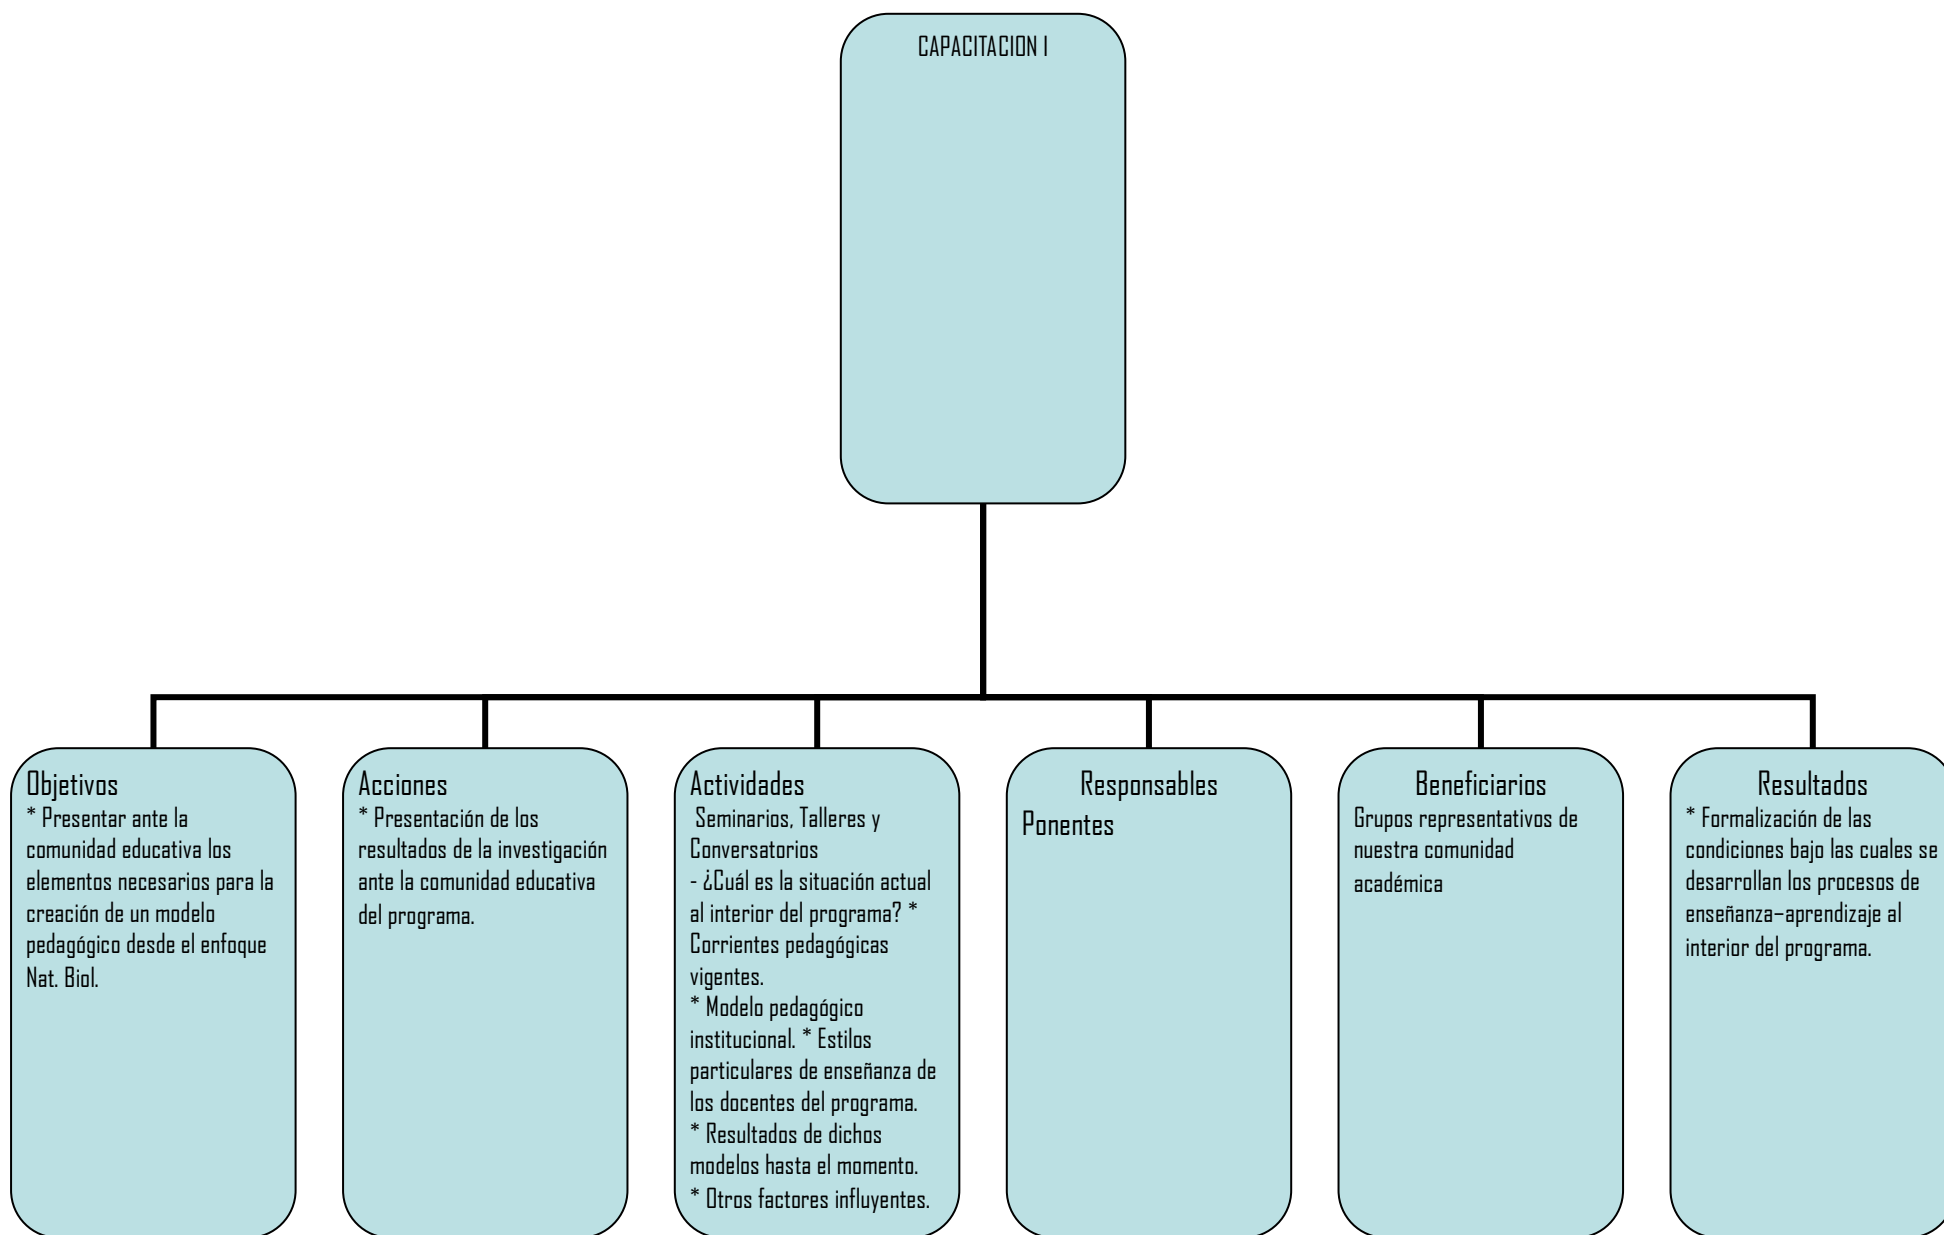 CAPACITACION I
Objetivos
* Presentar ante la
comunidad educativa los
elementos necesarios para la
creación de un modelo
pedagógico desde el enfoque
Nat. Biol.
Acciones
* Presentación de los
resultados de la investigación
ante la comunidad educativa
del programa.
Actividades
Seminarios, Talleres y
Conversatorios
- ¿Cuál es la situación actual
al interior del programa? *
Corrientes pedagógicas
vigentes.
* Modelo pedagógico
institucional. * Estilos
particulares de enseñanza de
los docentes del programa.
* Resultados de dichos
modelos hasta el momento.
* Otros factores influyentes.
Responsables
Ponentes
Beneficiarios
Grupos representativos de
nuestra comunidad
académica
Resultados
* Formalización de las
condiciones bajo las cuales se
desarrollan los procesos de
enseñanza–aprendizaje al
interior del programa.